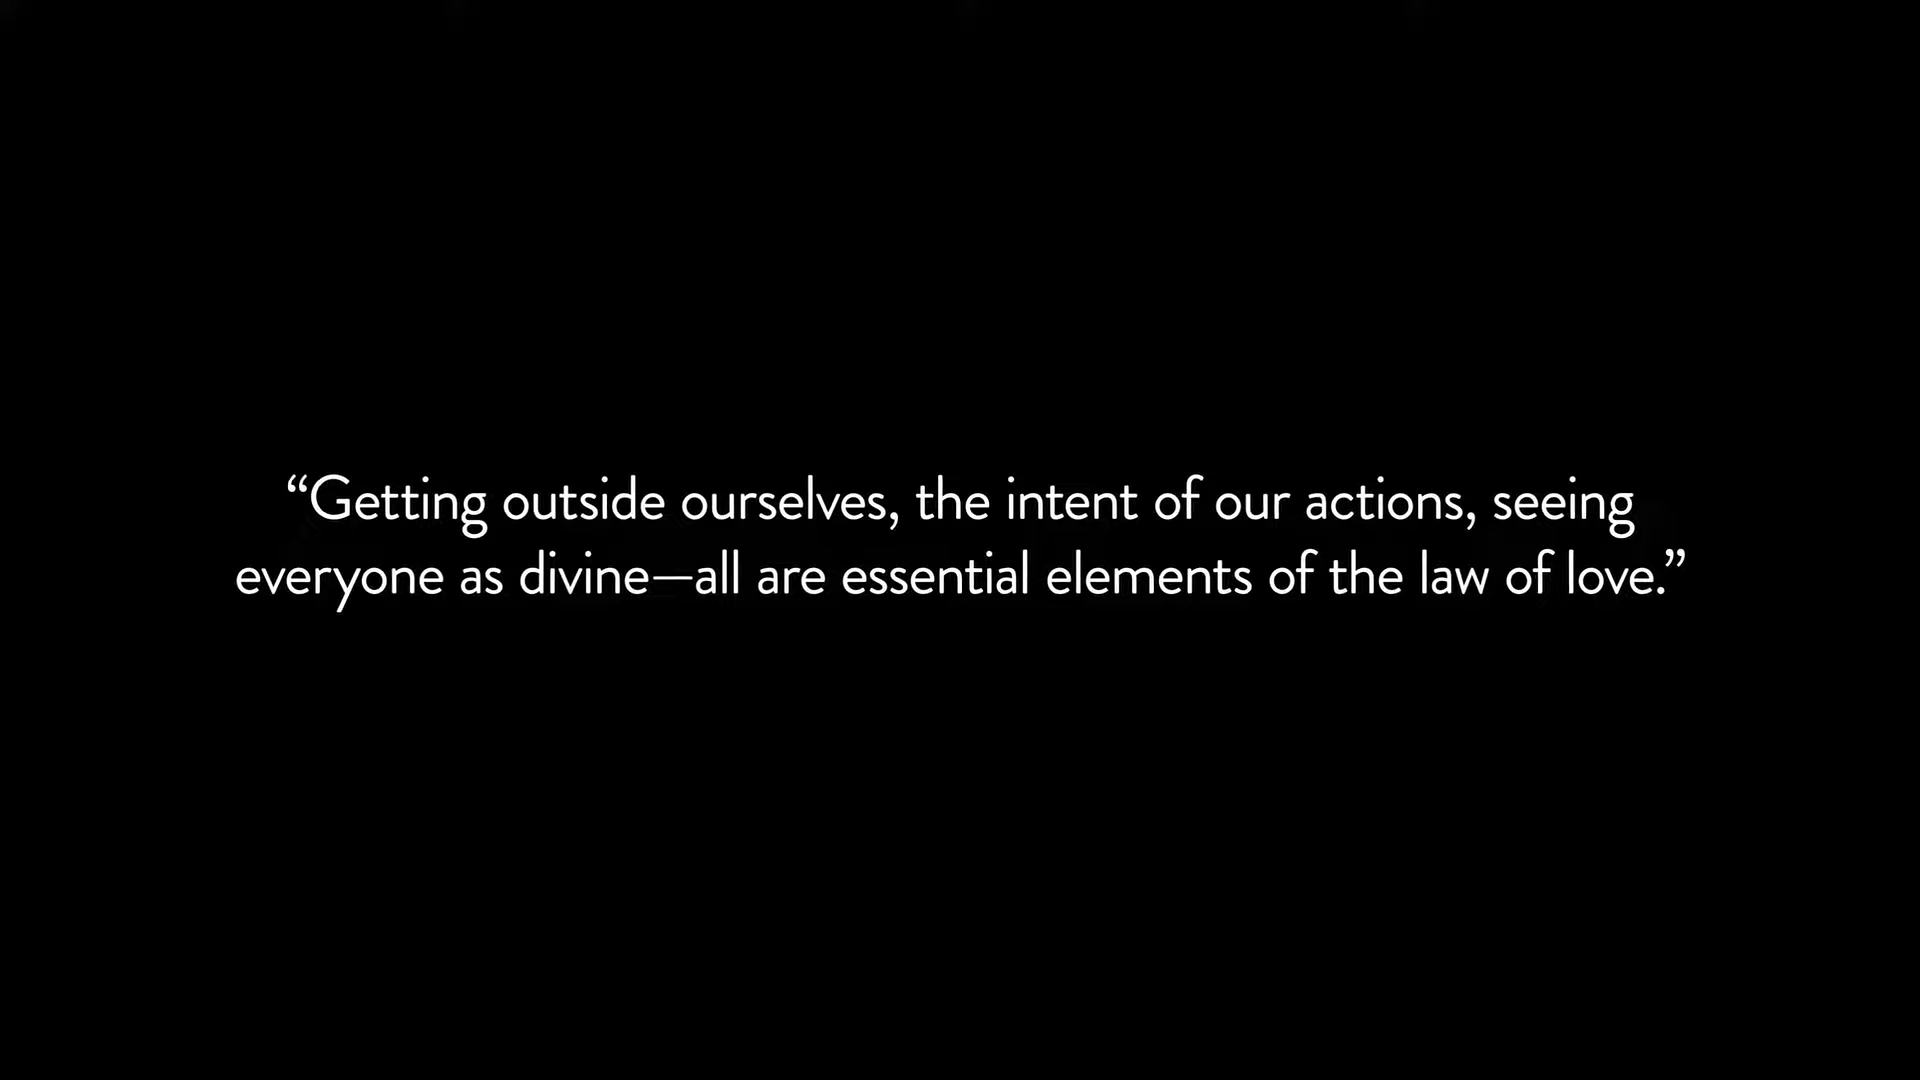 “Getting outside ourselves, the intent of our actions, seeing
everyone as divine—all are essential elements of the law of love.”